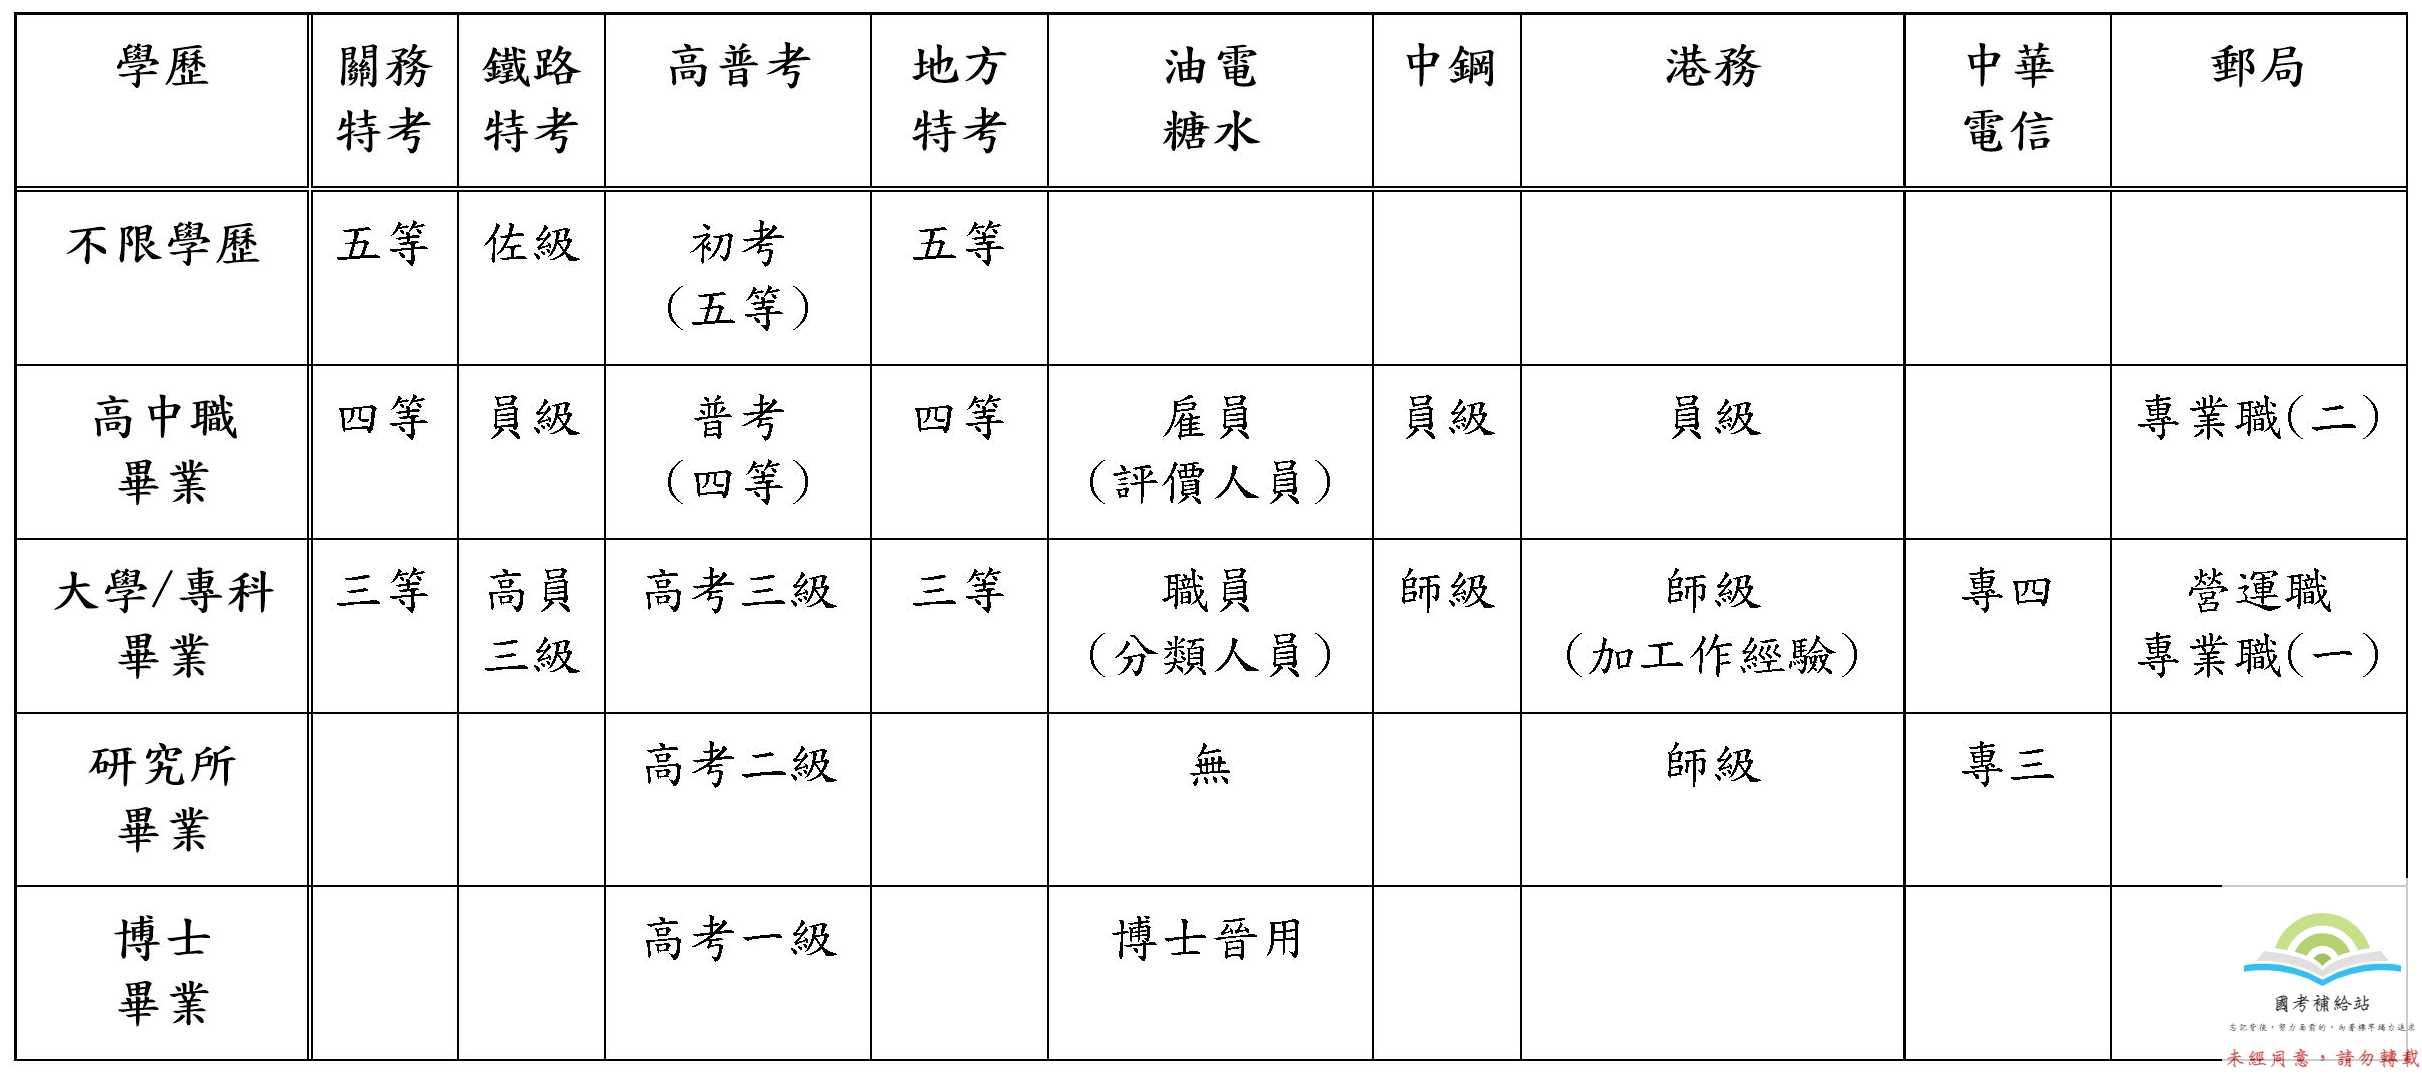 學歷
關務
特考
鐵路
特考
高普考
地方
特考
油電
糖水
中鋼
港務
中華
電信
郵局
不限學歷
五等
佐級
初考
(五等)
五等
高中職
畢業
四等
員級
普考
(四等)
四等
雇員
(評價人員)
員級
員級
專業職(二)
大學/專科
畢業
三等
高員
三級
高考三級
三等
職員
(分類人員)
師級
師級
(加工作經驗)
專四
營運職
專業職(一)
研究所
畢業
高考二級
無
師級
專三
博士
畢業
高考一級
博士晉用
國考補給站
忘記背後，努力面前的，向著標竿竭力追求
未經同意，請勿轉載